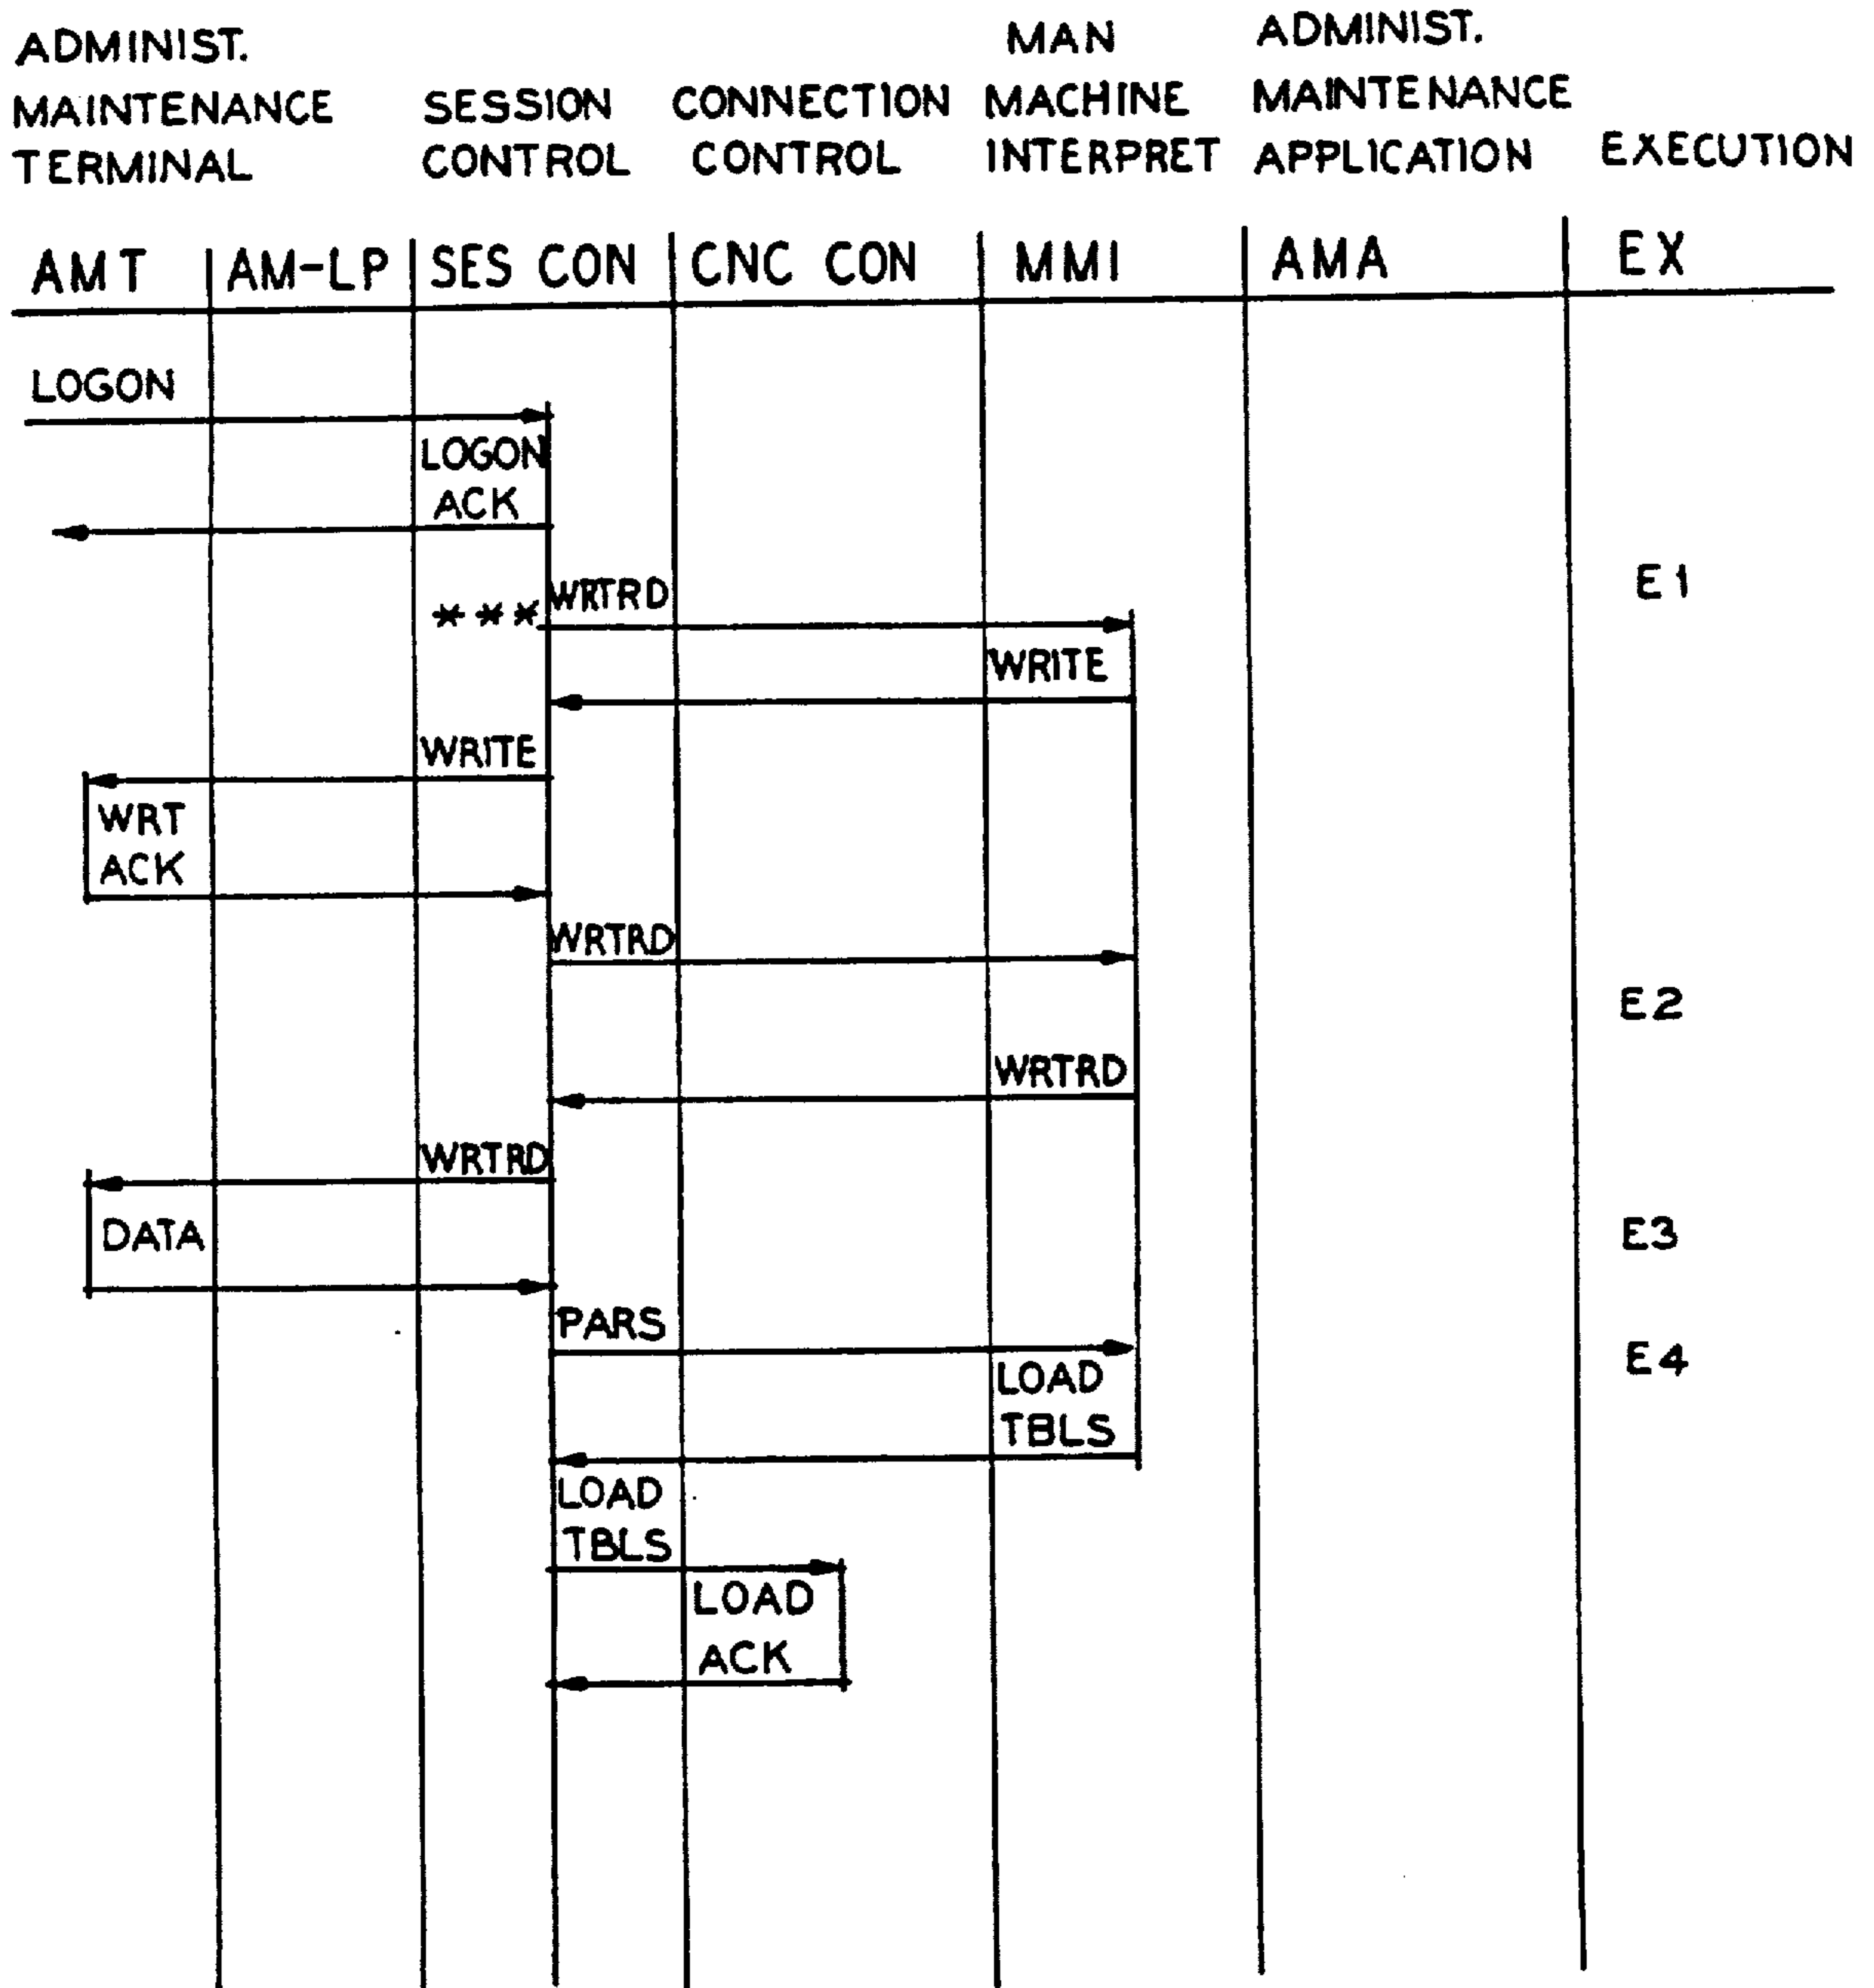 ADMINIST.
MAINTENANCE
TERMINAL
SESSION
CONTROL
CONNECTION
CONTROL
MAN
MACHINE
INTERPRET
ADMINIST.
MAINTENANCE
APPLICATION
EXECUTION
AMT AM-LP SES CON CNC CON MMI AMA EX
LOGON
LOGON
ACK
E1
*** WRTRD
WRITE
WRITE
WRT
ACK
WRTRD
E2
WRTRD
WRTRD
DATA
E3
PARS
E4
LOAD
TBLS
LOAD
TBLS
LOAD
ACK